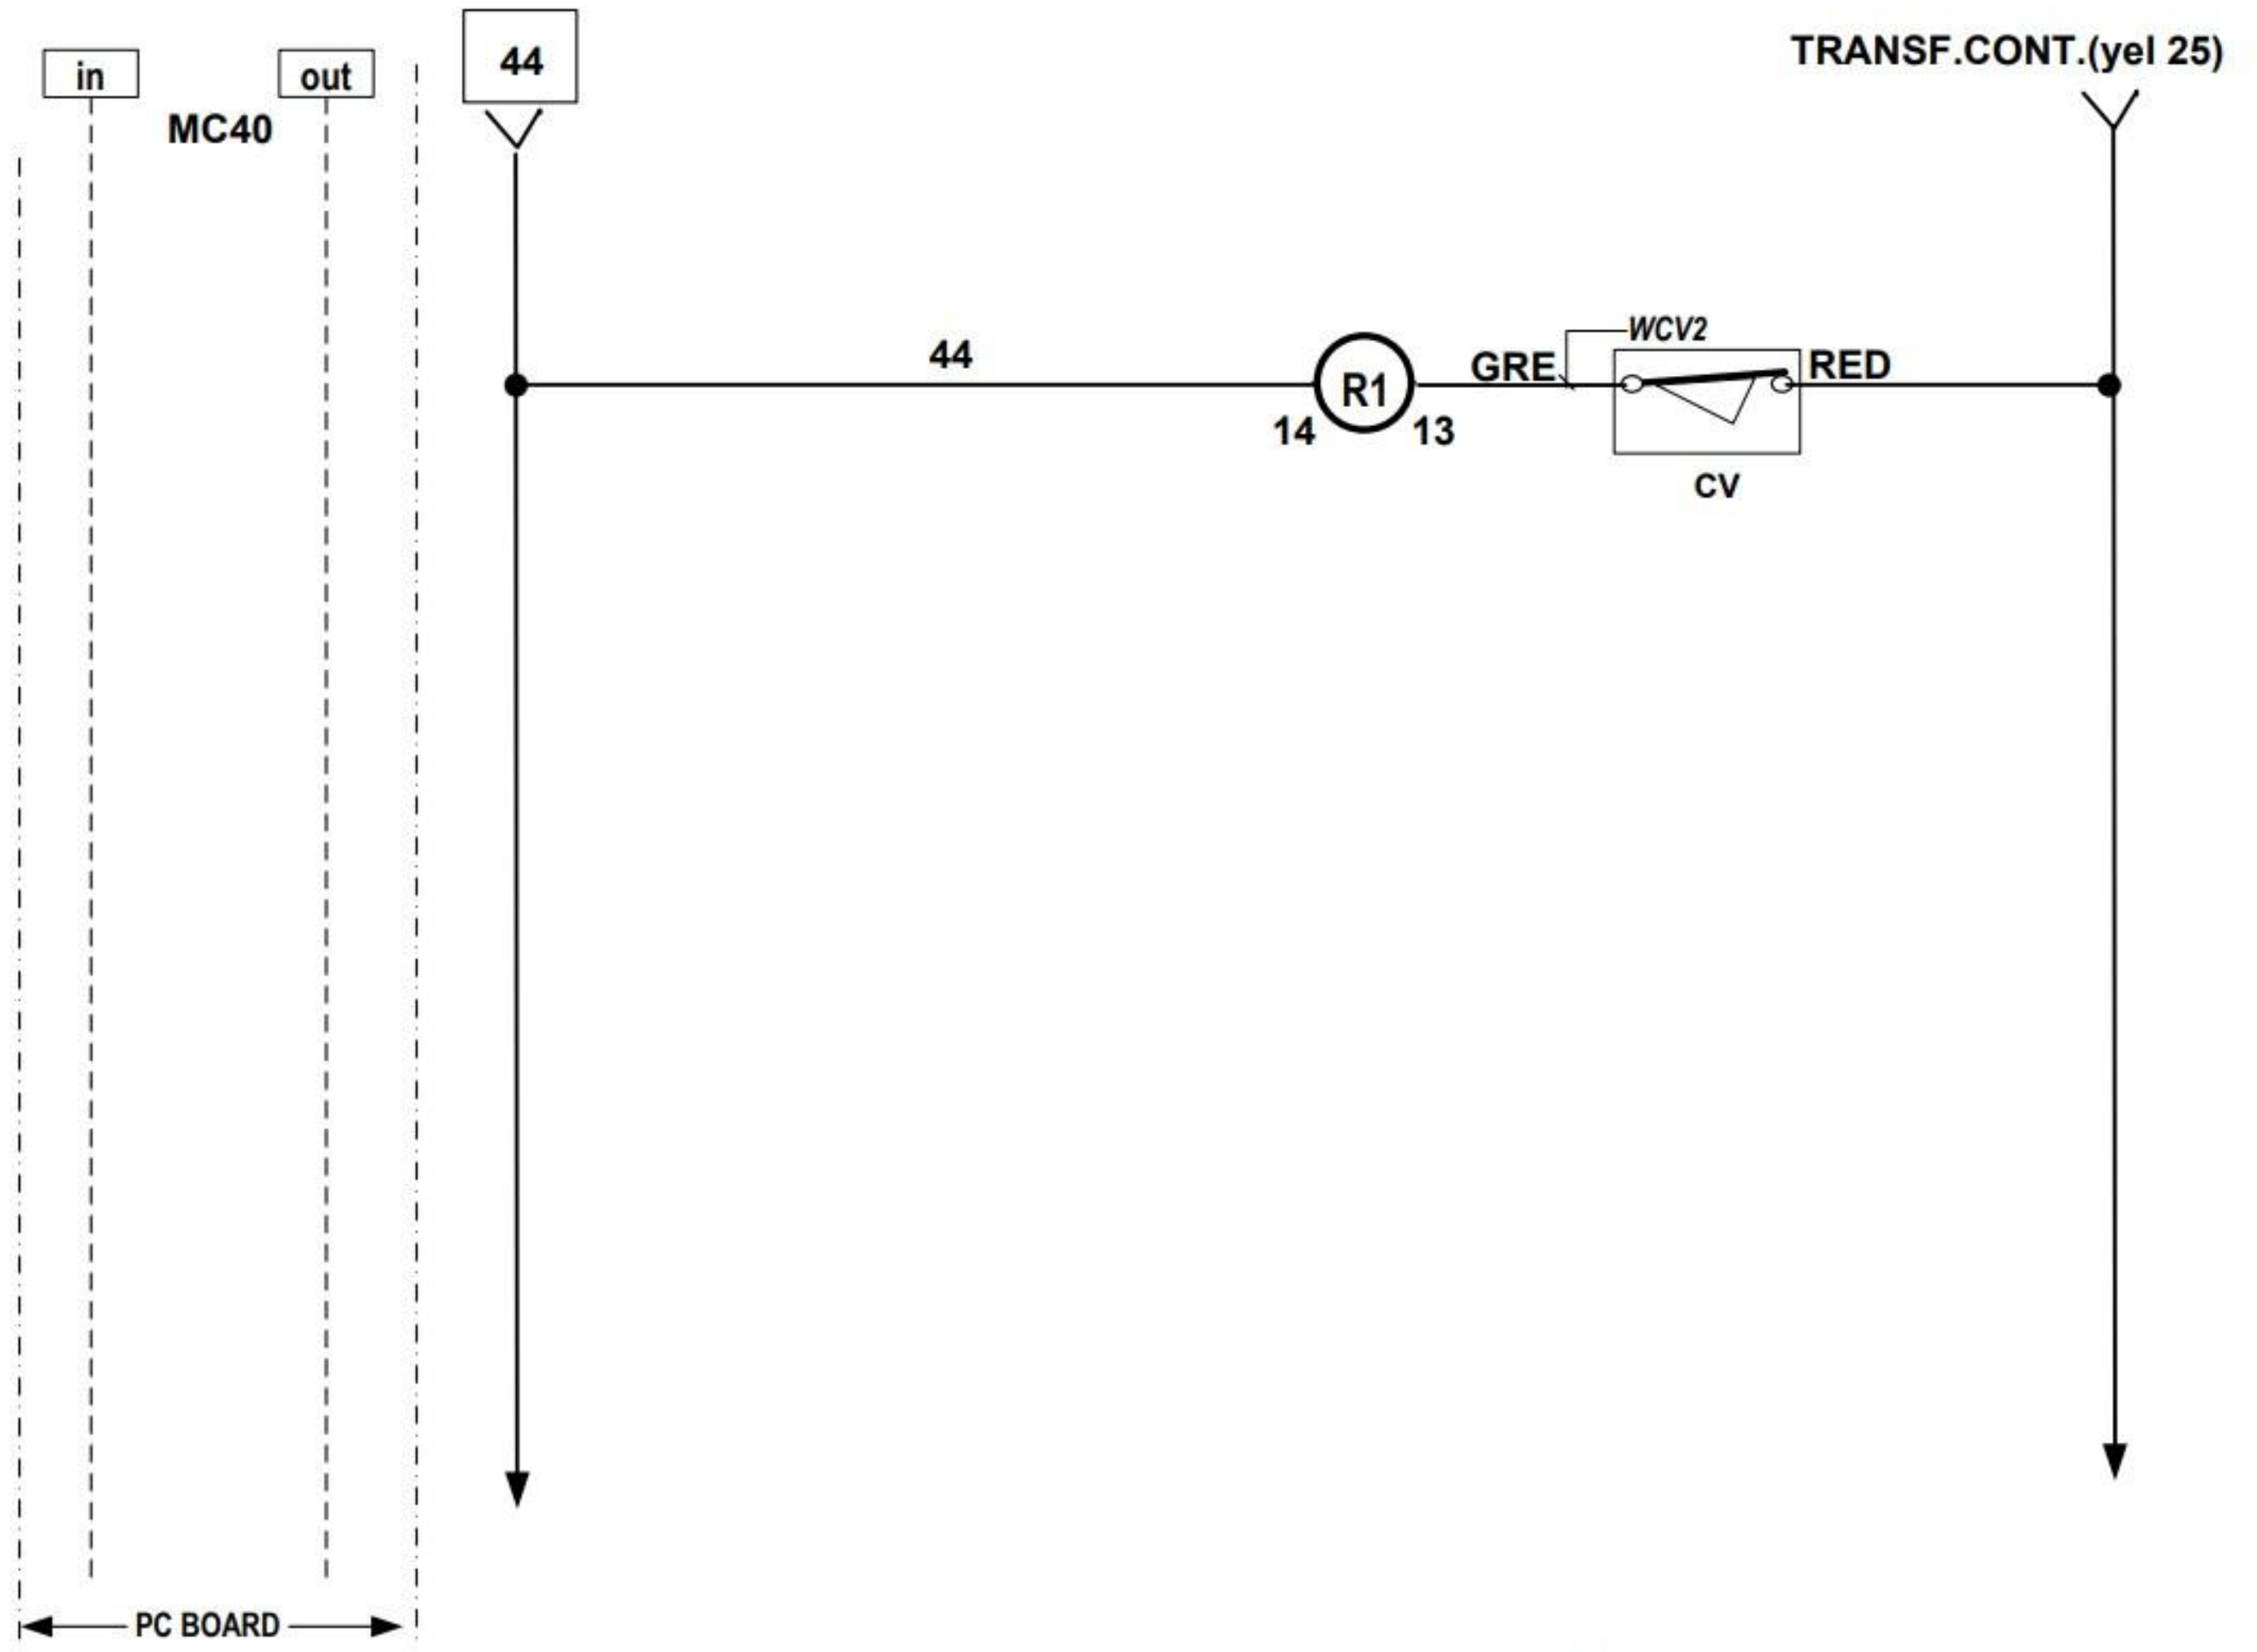 44
TRANSF.CONT.(yel 25)
in
out
MC40
WCV2
44
GRE
RED
R1
14
13
CV
PC BOARD